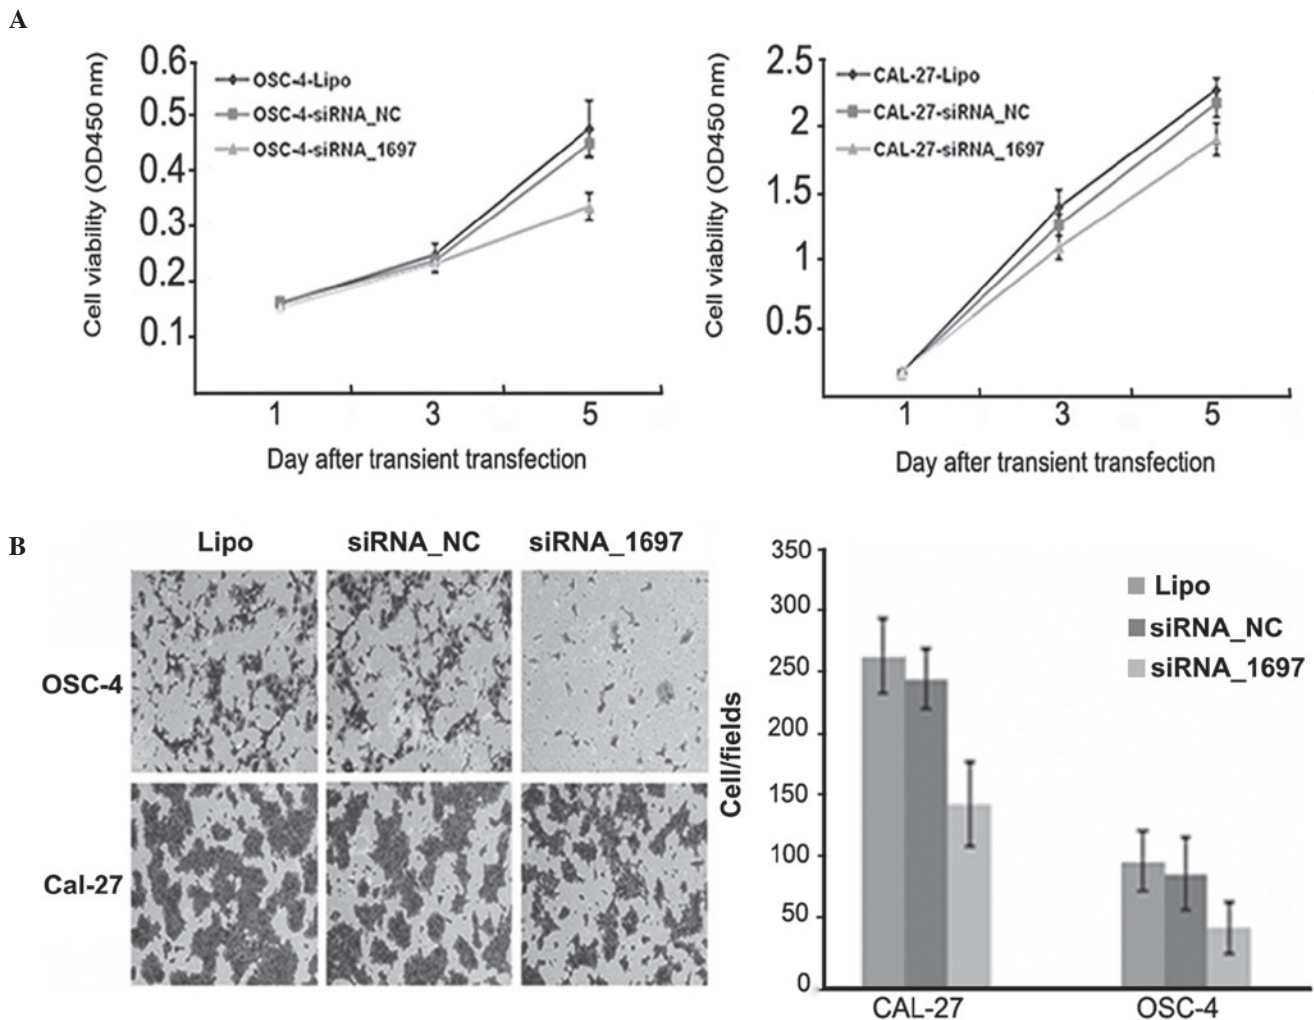 A
Cell viability (OD450 nm)
0.6
0.5
0.4
0.3
0.2
0.1
OSC-4-Lipo
OSC-4-siRNA_NC
OSC-4-siRNA_1697
1 3 5
Day after transient transfection
Cell viability (OD450 nm)
2.5
2
1.5
1
0.5
CAL-27-Lipo
CAL-27-siRNA_NC
CAL-27-siRNA_1697
1 3 5
Day after transient transfection
B
Lipo siRNA_NC siRNA_1697
OSC-4
Cal-27
Cell/fields
350
300
250
200
150
100
50
0
Lipo
siRNA_NC
siRNA_1697
CAL-27 OSC-4